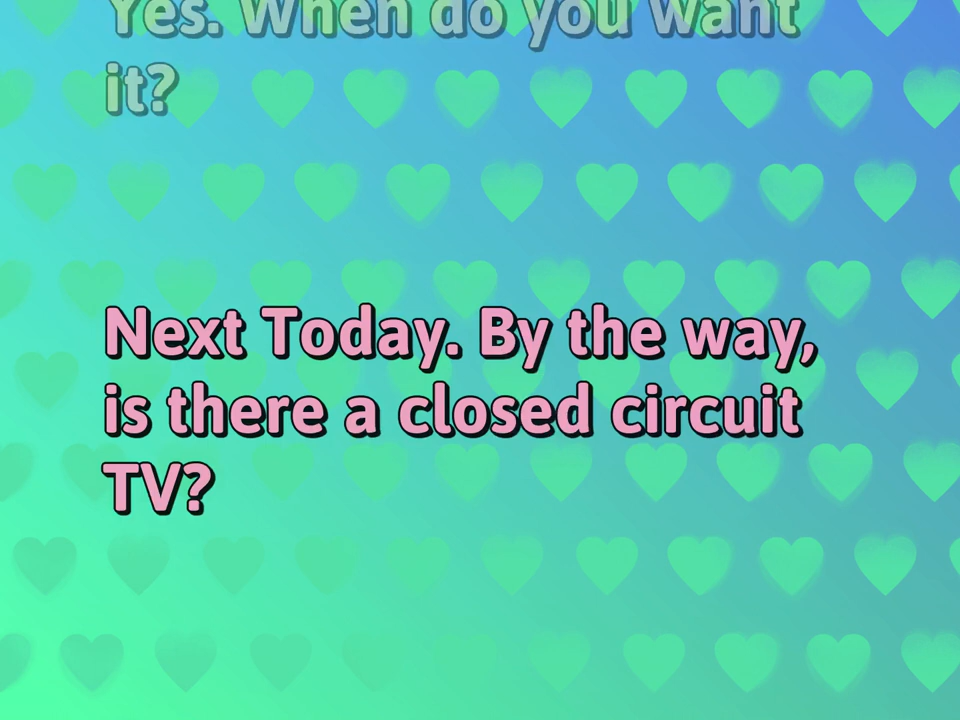 Yes. When do you want
it?
Next Today. By the way,
is there a closed circuit
TV?